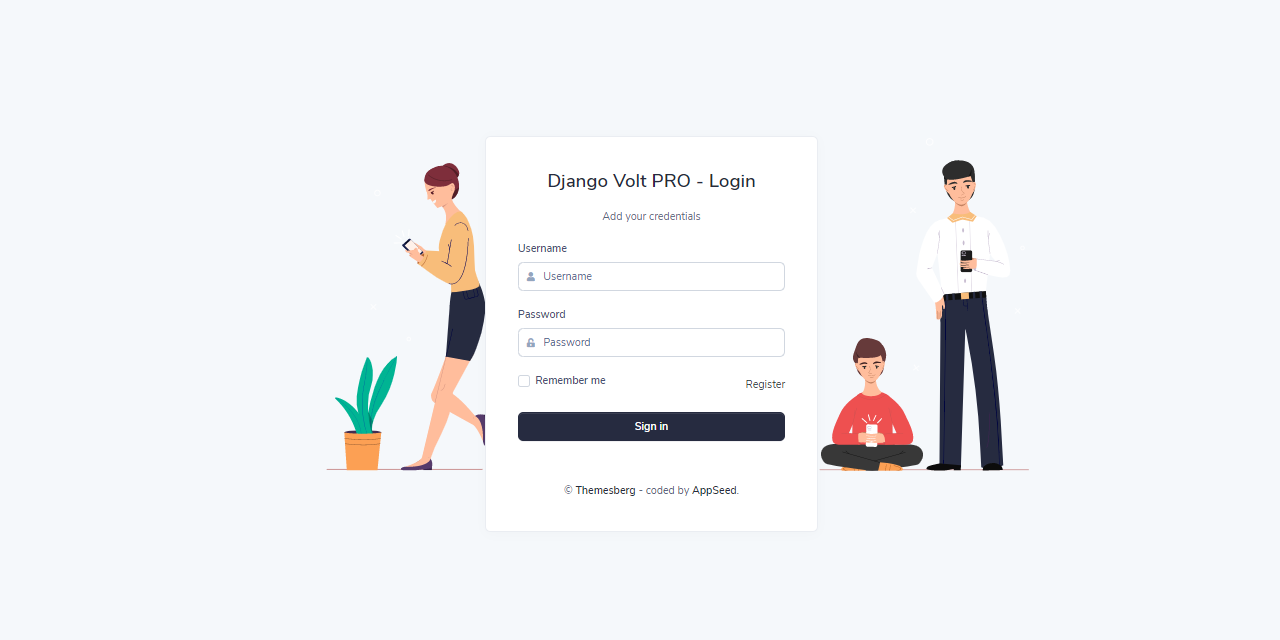 Django Volt PRO - Login
Add your credentials
Username
Username
Password
Password
Remember me
Register
Sign in
© Themesberg - coded by AppSeed.